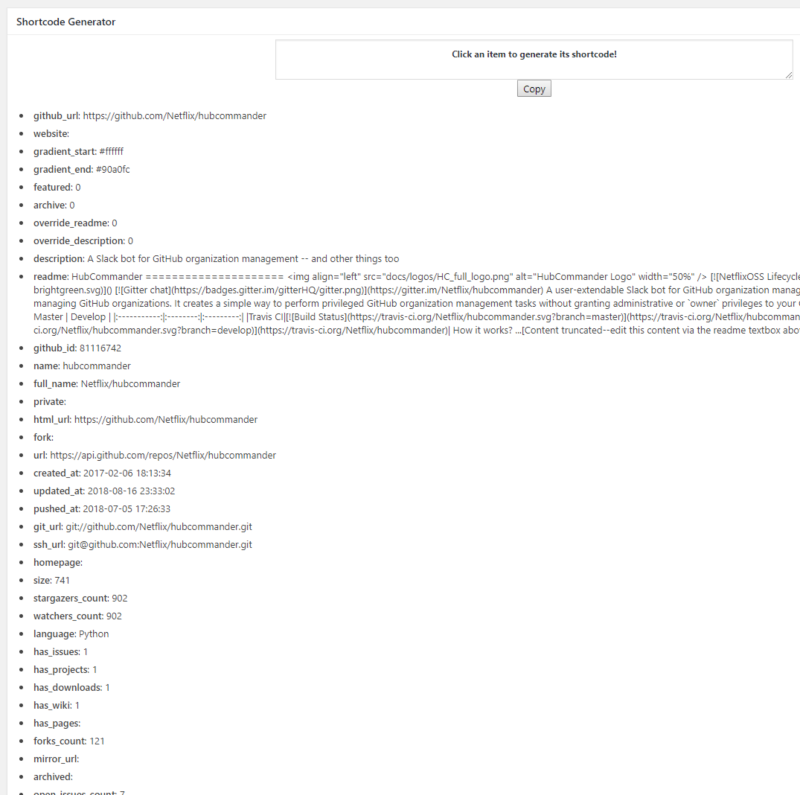 Shortcode Generator
Click an item to generate its shortcode!
Copy
github_url: https://github.com/Netflix/hubcommander
website:
gradient_start: #ffffff
gradient_end: #90a0fc
featured: 0
archive: 0
override_readme: 0
override_description: 0
description: A Slack bot for GitHub organization management -- and other things too
readme: HubCommander ===================== <img align="left" src="docs/logos/HC_full_logo.png" alt="HubCommander Logo" width="50%" /> [![NetflixOSS Lifecycle
brightgreen.svg)]() [![Gitter chat](https://badges.gitter.im/gitterHQ/gitter.png)](https://gitter.im/Netflix/hubcommander) A user-extendable Slack bot for GitHub organization manag
managing GitHub organizations. It creates a simple way to perform privileged GitHub organization management tasks without granting administrative or `owner` privileges to your
Master | Develop | |:-----------:|:--------:|:---------:| |Travis CI|[![Build Status](https://travis-ci.org/Netflix/hubcommander.svg?branch=master)](https://travis-ci.org/Netflix/hubcomman
ci.org/Netflix/hubcommander.svg?branch=develop)](https://travis-ci.org/Netflix/hubcommander)| How it works? ...[Content truncated--edit this content via the readme textbox abo
github_id: 81116742
name: hubcommander
full_name: Netflix/hubcommander
private:
html_url: https://github.com/Netflix/hubcommander
fork:
url: https://api.github.com/repos/Netflix/hubcommander
created_at: 2017-02-06 18:13:34
updated_at: 2018-08-16 23:33:02
pushed_at: 2018-07-05 17:26:33
git_url: git://github.com/Netflix/hubcommander.git
ssh_url: git@github.com:Netflix/hubcommander.git
homepage:
size: 741
stargazers_count: 902
watchers_count: 902
language: Python
has_issues: 1
has_projects: 1
has_downloads: 1
has_wiki: 1
has_pages:
forks_count: 121
mirror_url:
archived:
open_issues_count: 7